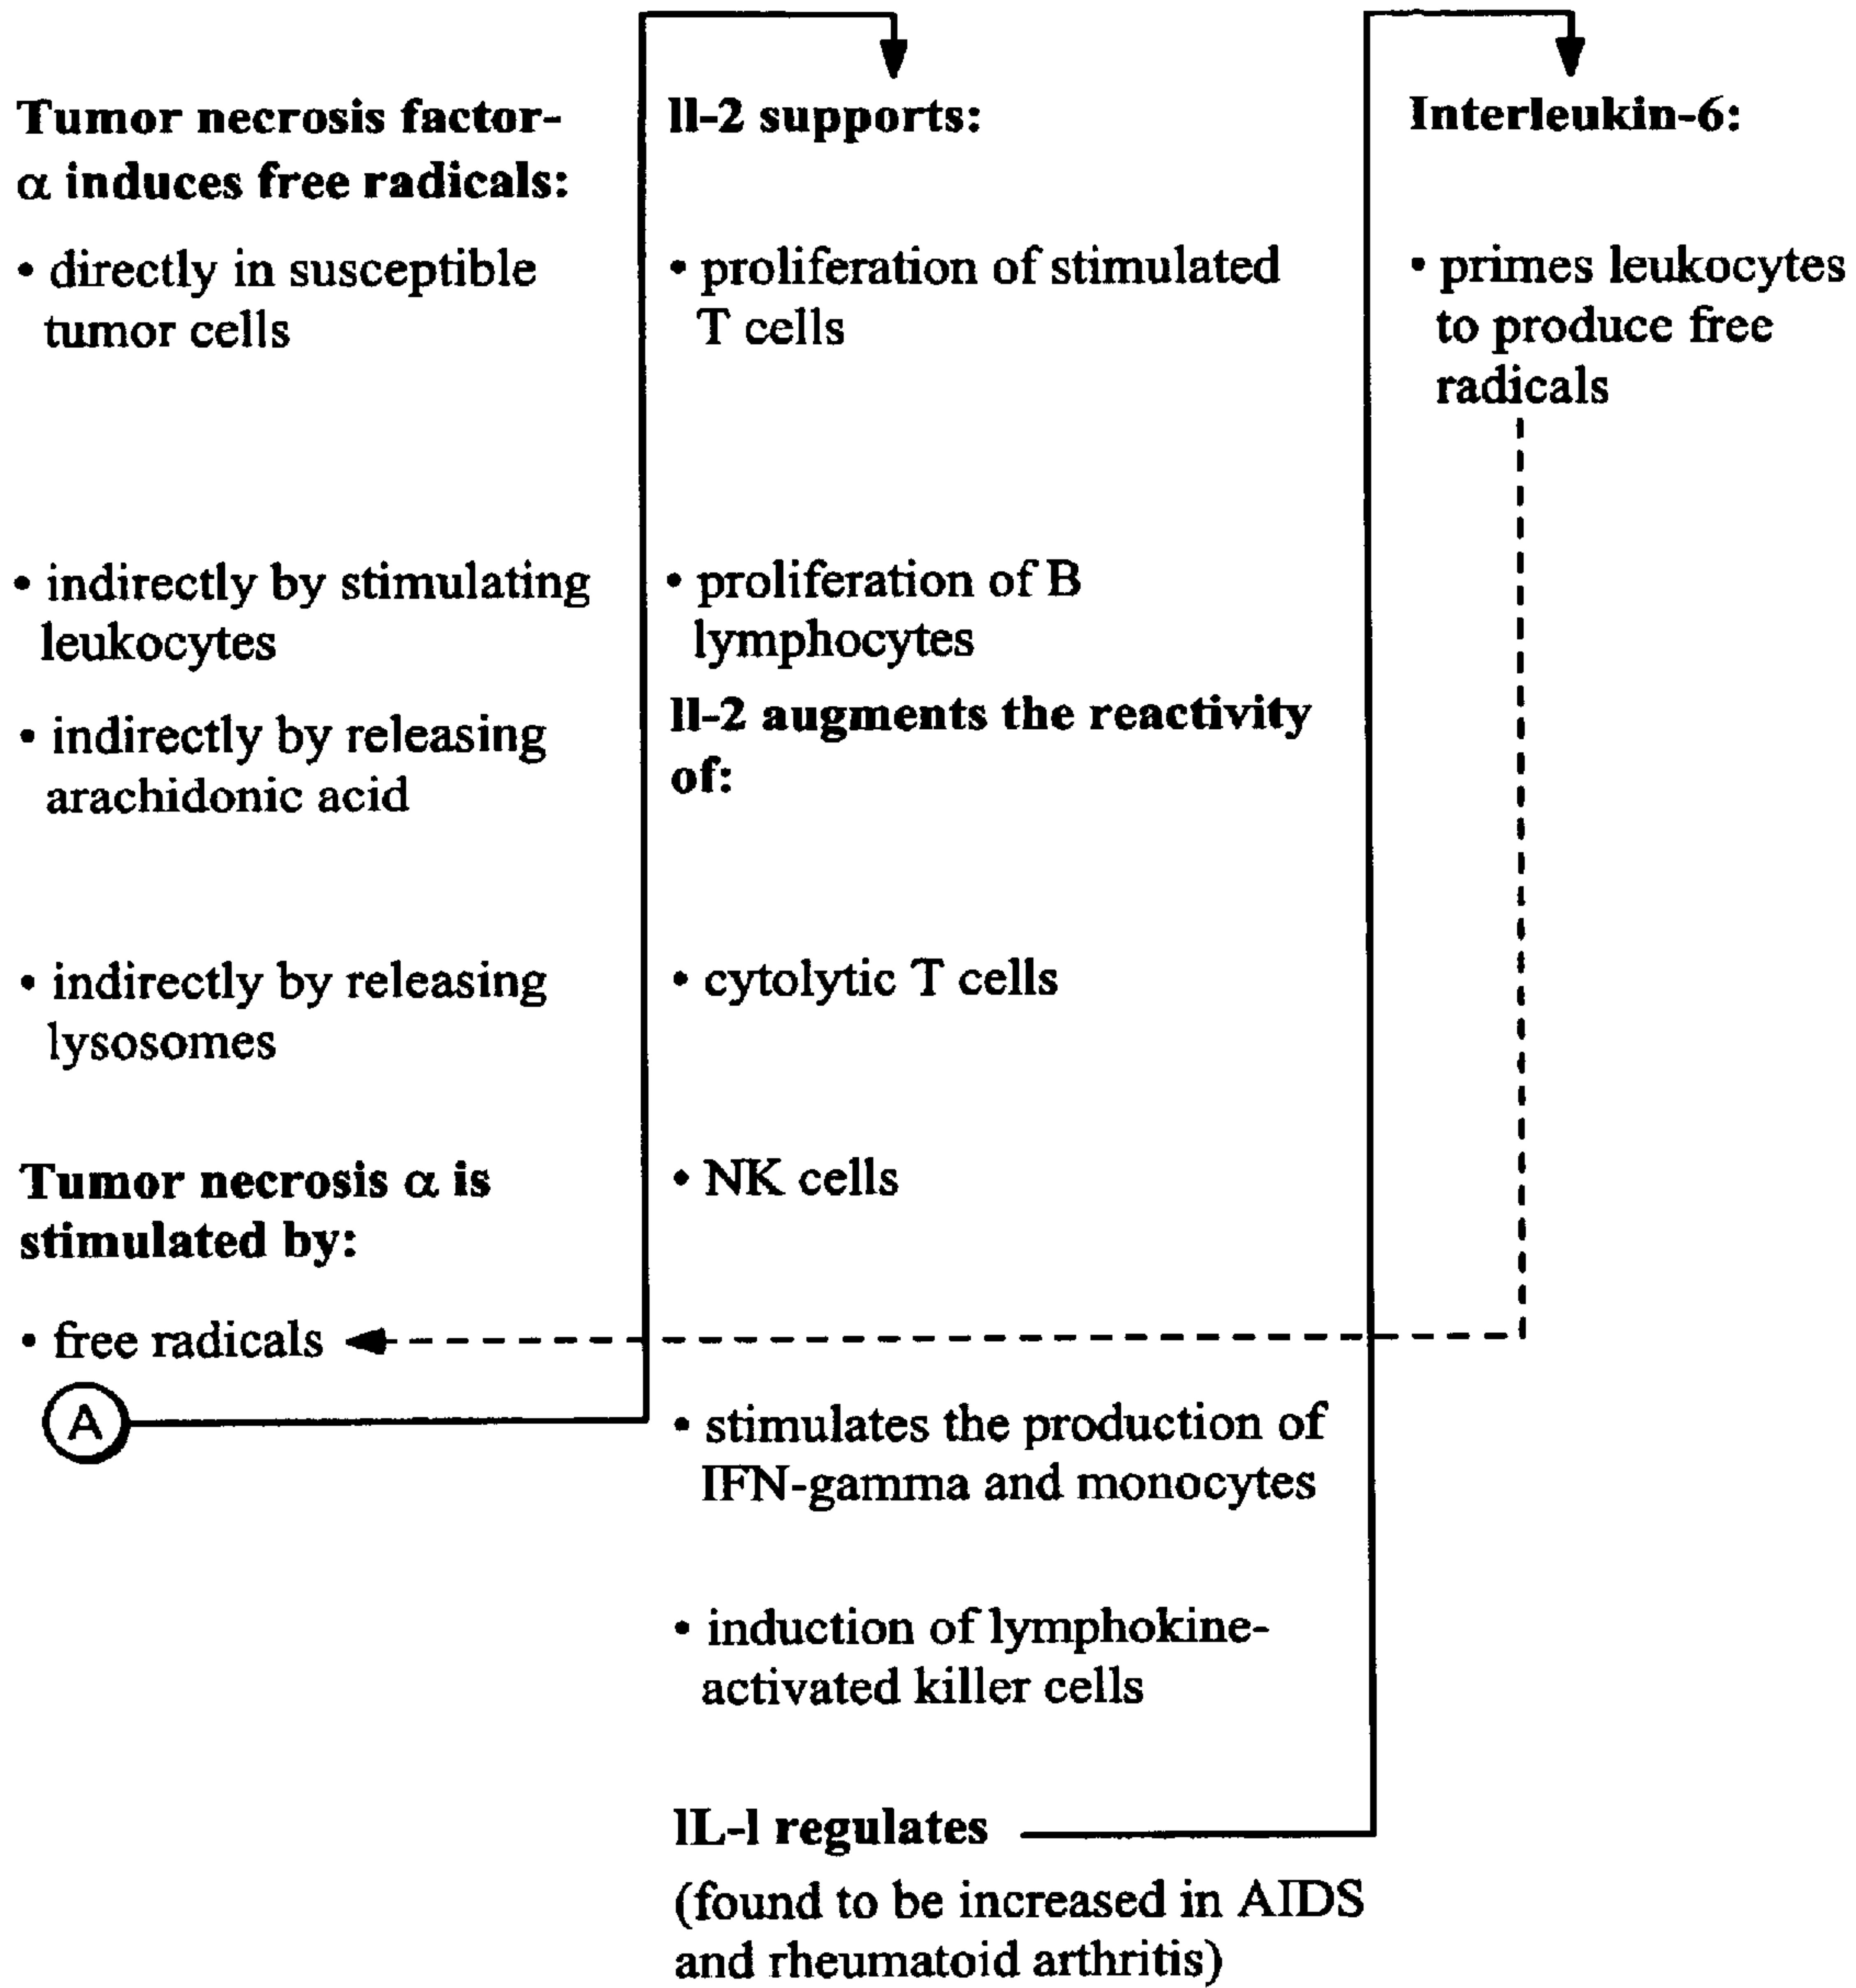 Tumor necrosis factor-
α induces free radicals:
• directly in susceptible
tumor cells
• indirectly by stimulating
leukocytes
• indirectly by releasing
arachidonic acid
• indirectly by releasing
lysosomes
Tumor necrosis α is
stimulated by:
• free radicals
A
Il-2 supports:
• proliferation of stimulated
T cells
• proliferation of B
lymphocytes
Il-2 augments the reactivity
of:
• cytolytic T cells
• NK cells
• stimulates the production of
IFN-gamma and monocytes
• induction of lymphokine-
activated killer cells
IL-l regulates
(found to be increased in AIDS
and rheumatoid arthritis)
Interleukin-6:
• primes leukocytes
to produce free
radicals